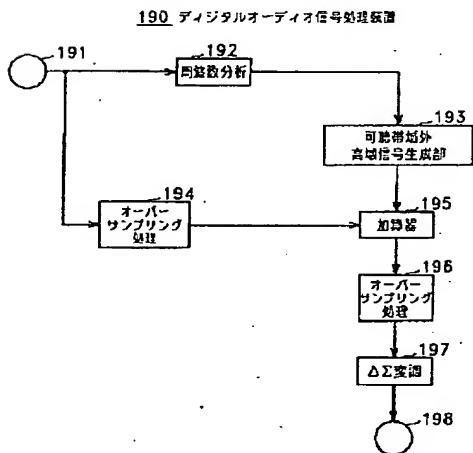 190 ディジタルオーディオ信号処理装置
191
192
周波数分析
193
可聴帯域外
高域信号生成部
194
オーバー
サンプリング
処理
195
加算器
196
オーバー
サンプリング
処理
197
ΔΣ変調
198